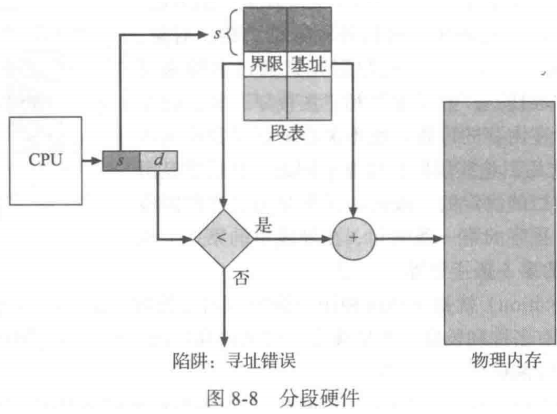 s
界限 基址
段表
CPU
s d
<
是
+
否
陷阱：寻址错误
物理内存
图 8-8 分段硬件